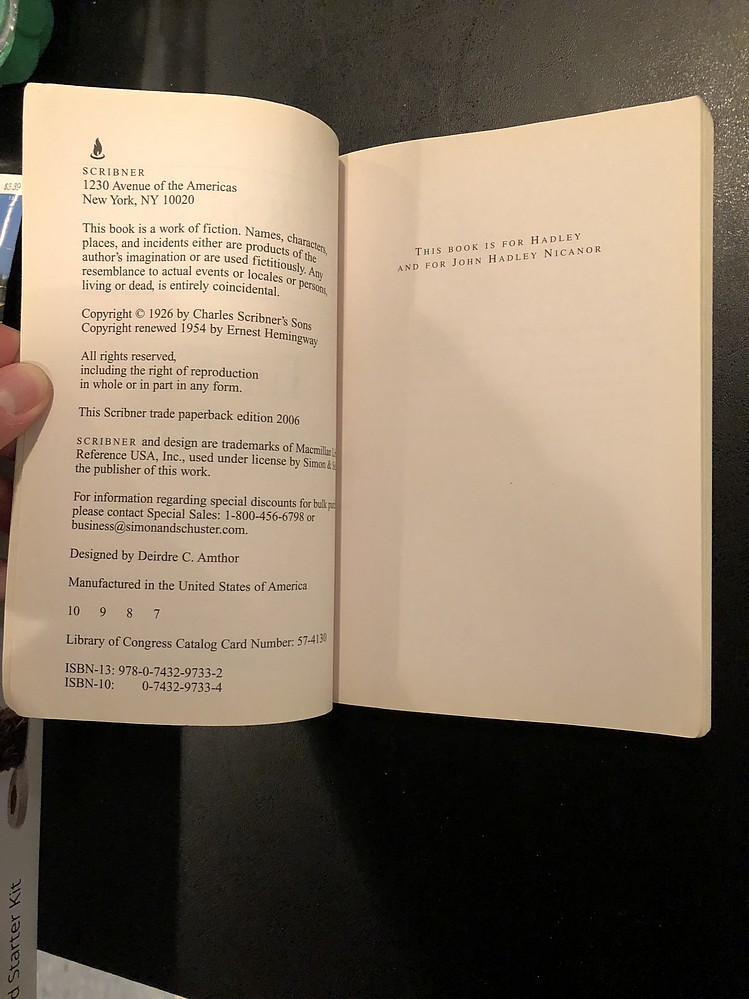 $3.39
SCRIBNER
1230 Avenue of the Americas
New York, NY 10020
This book is a work of fiction. Names, characters,
places, and incidents either are products of the
author's imagination or are used fictitiously. Any
resemblance to actual events or locales or persons,
living or dead, is entirely coincidental.
Copyright © 1926 by Charles Scribner's Sons
Copyright renewed 1954 by Ernest Hemingway
All rights reserved,
including the right of reproduction
in whole or in part in any form.
This Scribner trade paperback edition 2006
SCRIBNER and design are trademarks of Macmillan
Reference USA, Inc., used under license by Simon &
the publisher of this work.
For information regarding special discounts for bulk
please contact Special Sales: 1-800-456-6798 or
business@simonandschuster.com.
Designed by Deirdre C. Amthor
Manufactured in the United States of America
10 9 8 7
Library of Congress Catalog Card Number: 57-4130
ISBN-13: 978-0-7432-9733-2
ISBN-10: 0-7432-9733-4
THIS BOOK IS FOR HADLEY
AND FOR JOHN HADLEY NICANOR
d Starter Kit